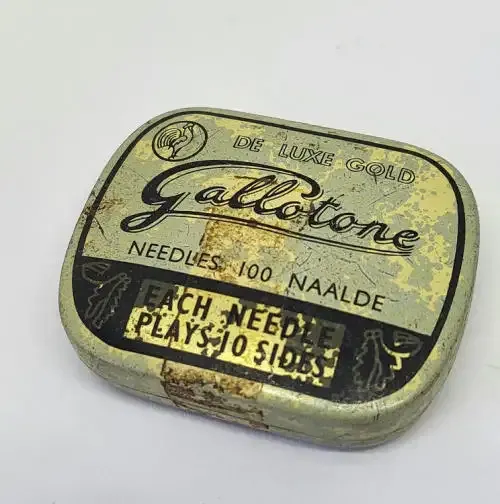 DE LUXE GOLD
Gallotone
NEEDLES 100 NAALDE
EACH NEEDLE
PLAYS 10 SIDES